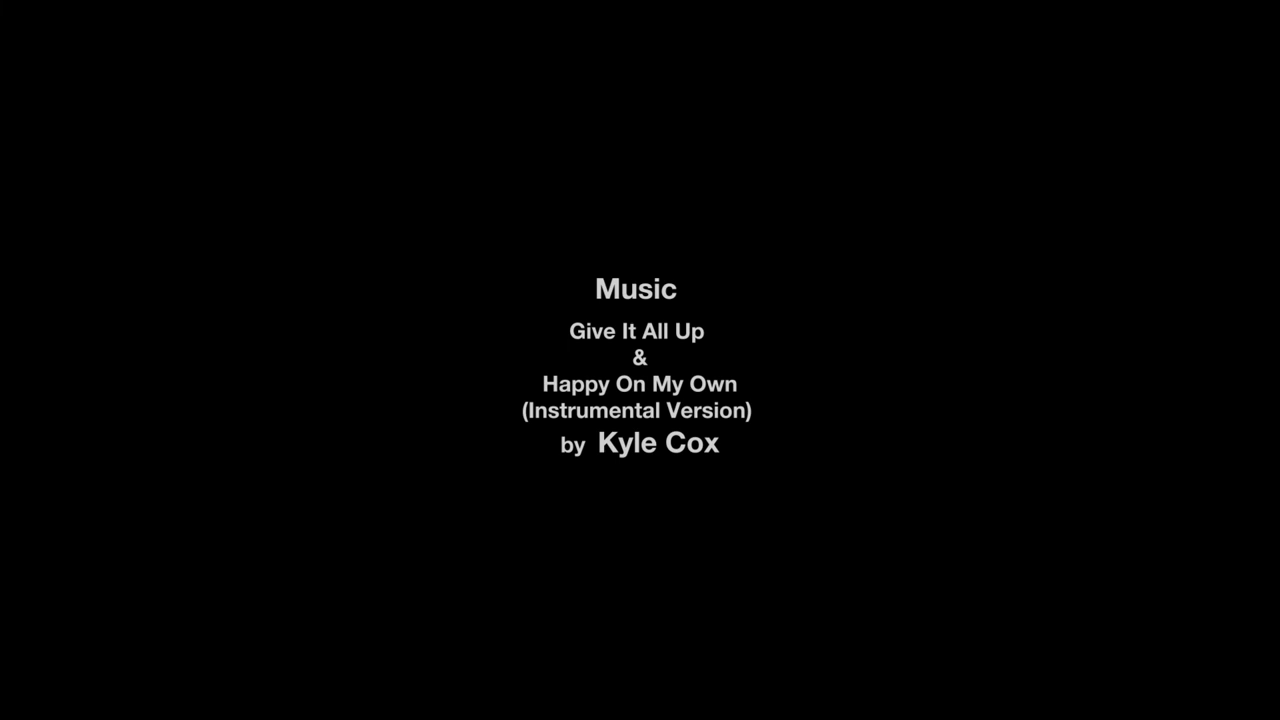 Music
Give It All Up
&
Happy On My Own
(Instrumental Version)
by Kyle Cox